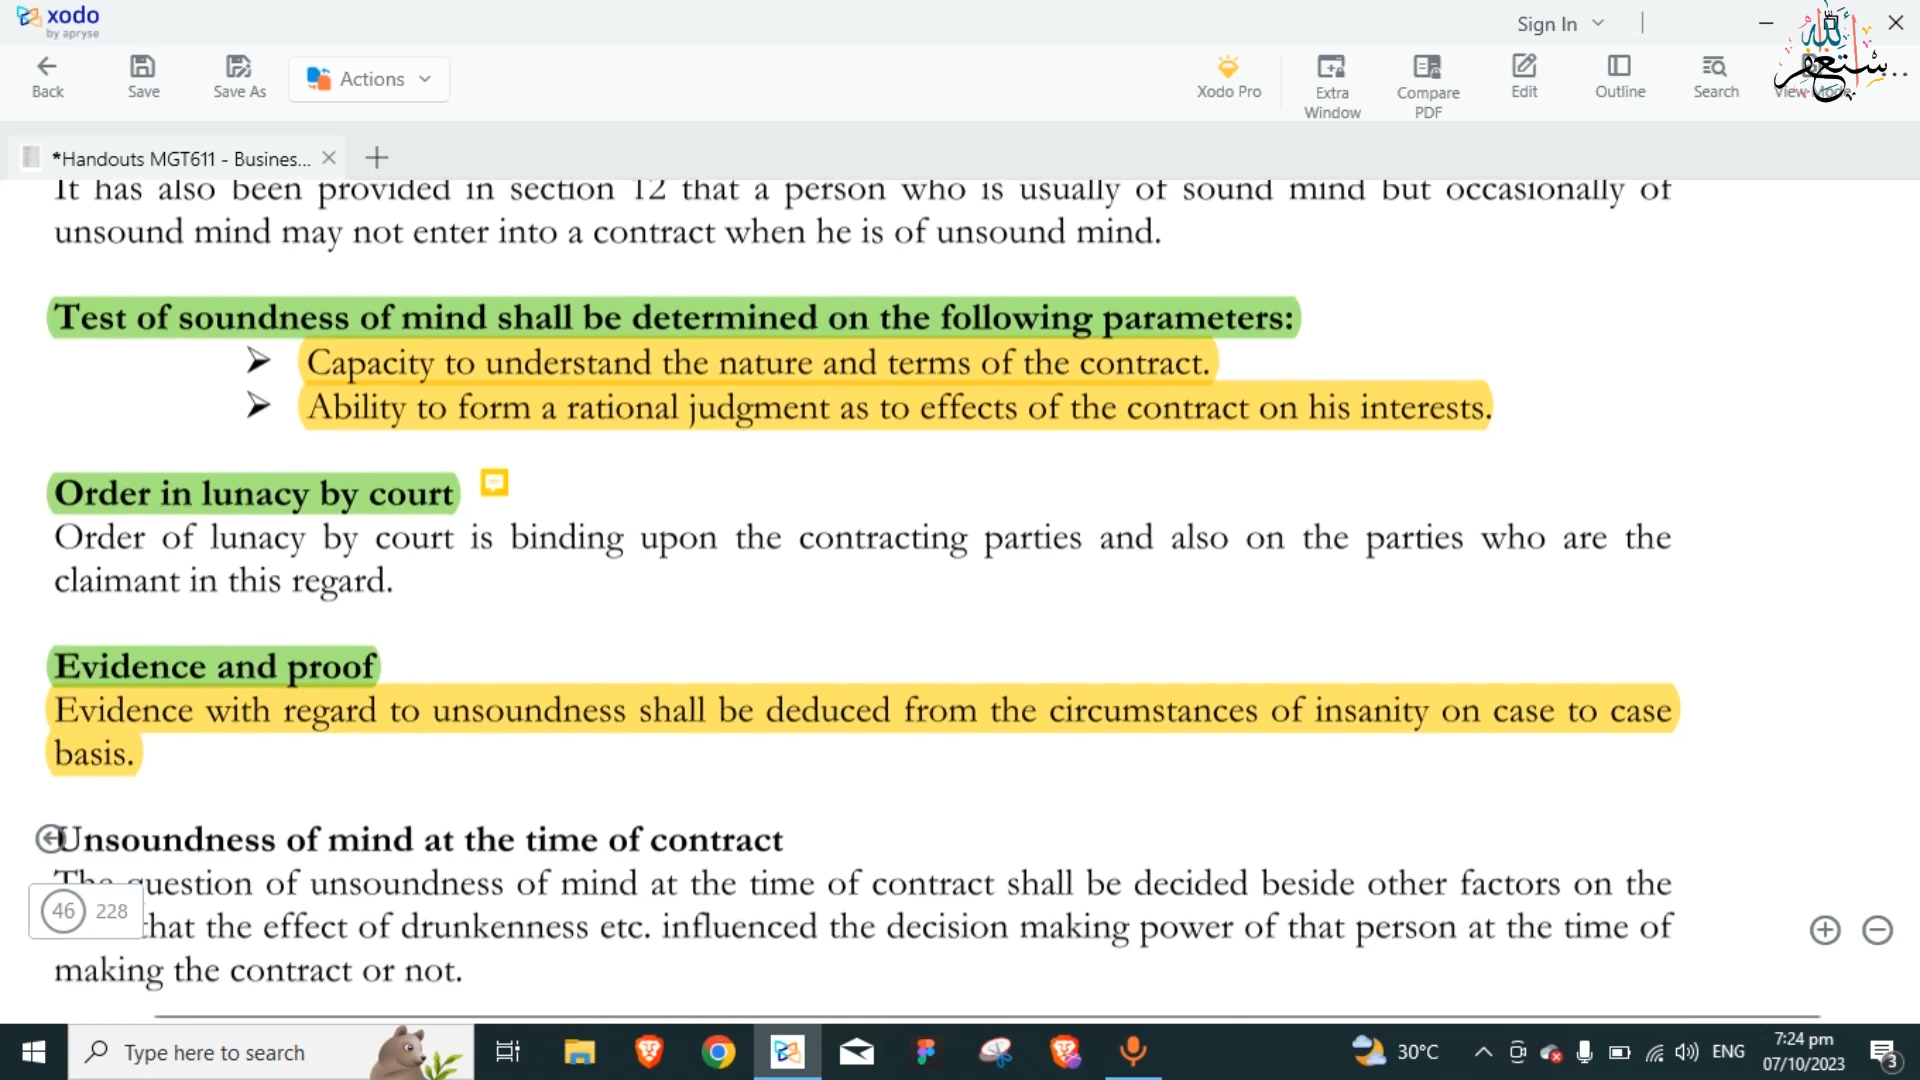 xodo
by apryse
Sign In
Back
Save
Save As
Actions
Xodo Pro
Extra Window
Compare PDF
Edit
Outline
Search
View Mode
*Handouts MGT611 - Busines...
It has also been provided in section 12 that a person who is usually of sound mind but occasionally of
unsound mind may not enter into a contract when he is of unsound mind.
Test of soundness of mind shall be determined on the following parameters:
➤ Capacity to understand the nature and terms of the contract.
➤ Ability to form a rational judgment as to effects of the contract on his interests.
Order in lunacy by court
Order of lunacy by court is binding upon the contracting parties and also on the parties who are the
claimant in this regard.
Evidence and proof
Evidence with regard to unsoundness shall be deduced from the circumstances of insanity on case to case
basis.
Unsoundness of mind at the time of contract
The question of unsoundness of mind at the time of contract shall be decided beside other factors on the
that the effect of drunkenness etc. influenced the decision making power of that person at the time of
making the contract or not.
46 228
Type here to search
30°C
ENG
7:24 pm
07/10/2023
3